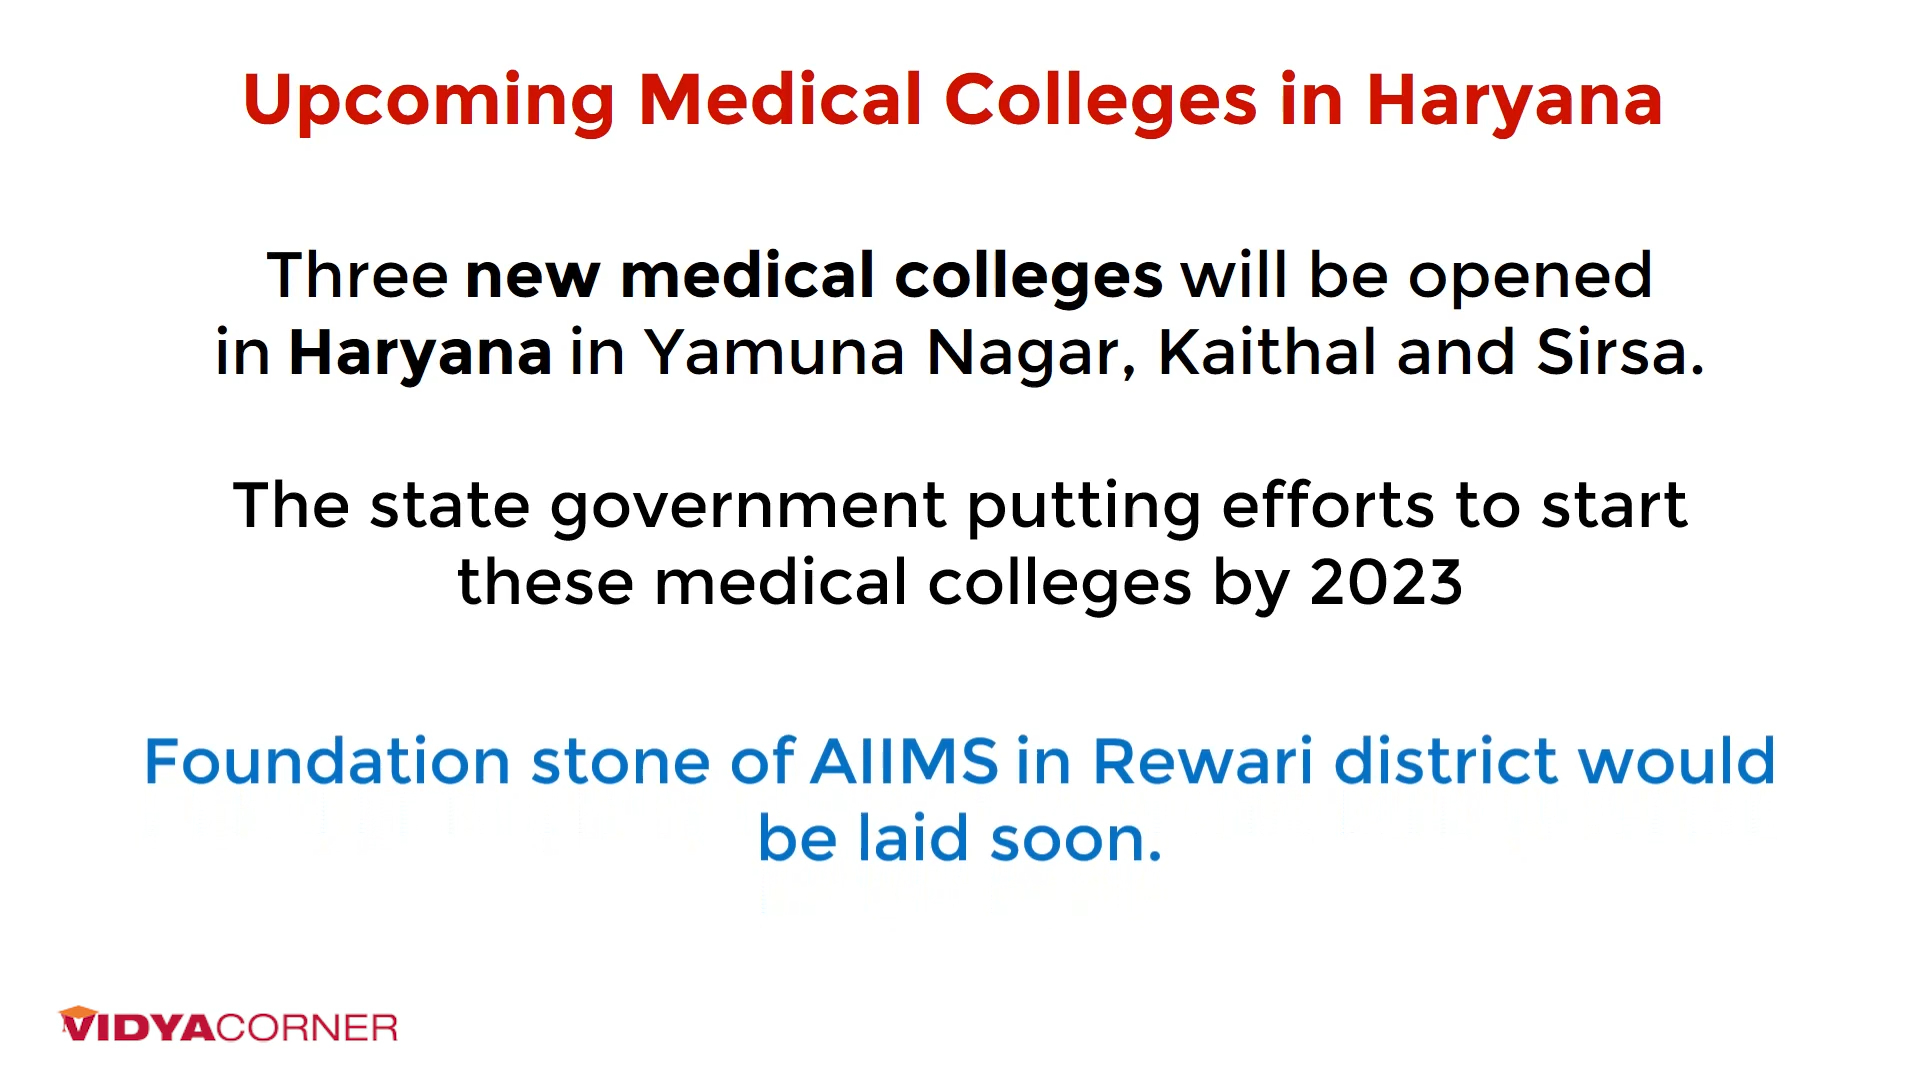 Upcoming Medical Colleges in Haryana
Three new medical colleges will be opened
in Haryana in Yamuna Nagar, Kaithal and Sirsa.
The state government putting efforts to start
these medical colleges by 2023
Foundation stone of AIIMS in Rewari district would
be laid soon.
VIDYACORNER